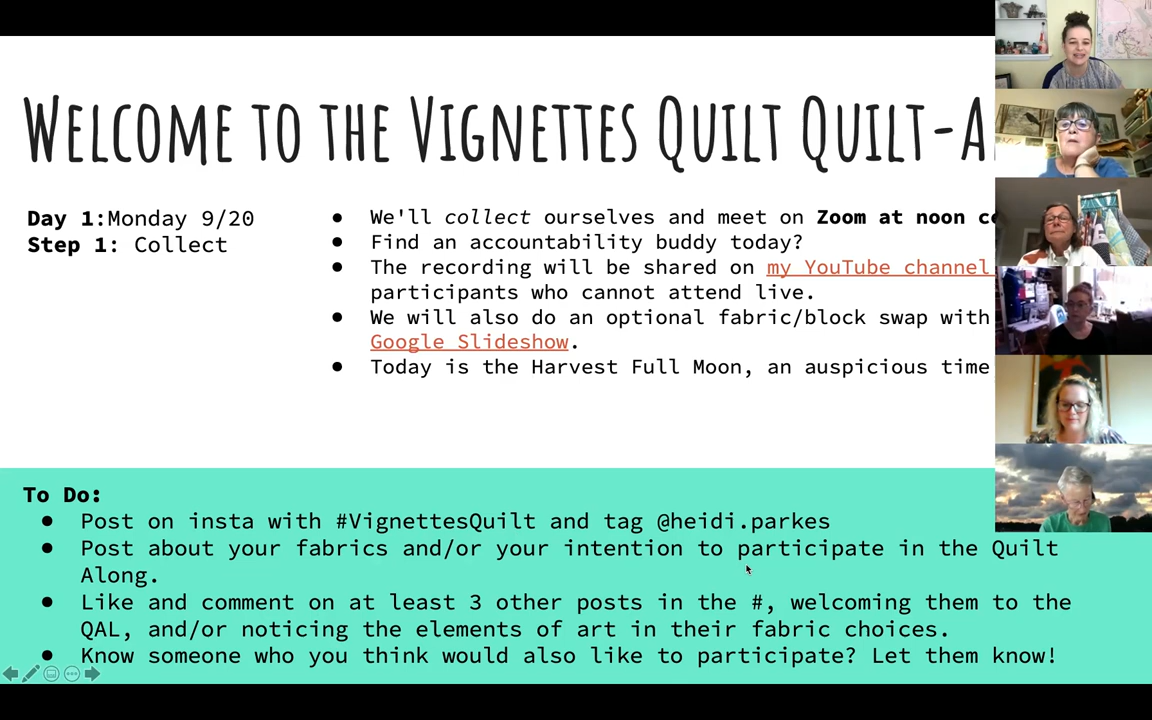 WELCOME TO THE VIGNETTES QUILT QUILT-A
Day 1:Monday 9/20
Step 1: Collect
● We'll collect ourselves and meet on Zoom at noon
● Find an accountability buddy today?
● The recording will be shared on my YouTube channel
participants who cannot attend live.
● We will also do an optional fabric/block swap with
Google Slideshow.
● Today is the Harvest Full Moon, an auspicious time
To Do:
● Post on insta with #VignettesQuilt and tag @heidi.parkes
● Post about your fabrics and/or your intention to participate in the Quilt
Along.
● Like and comment on at least 3 other posts in the #, welcoming them to the
QAL, and/or noticing the elements of art in their fabric choices.
● Know someone who you think would also like to participate? Let them know!